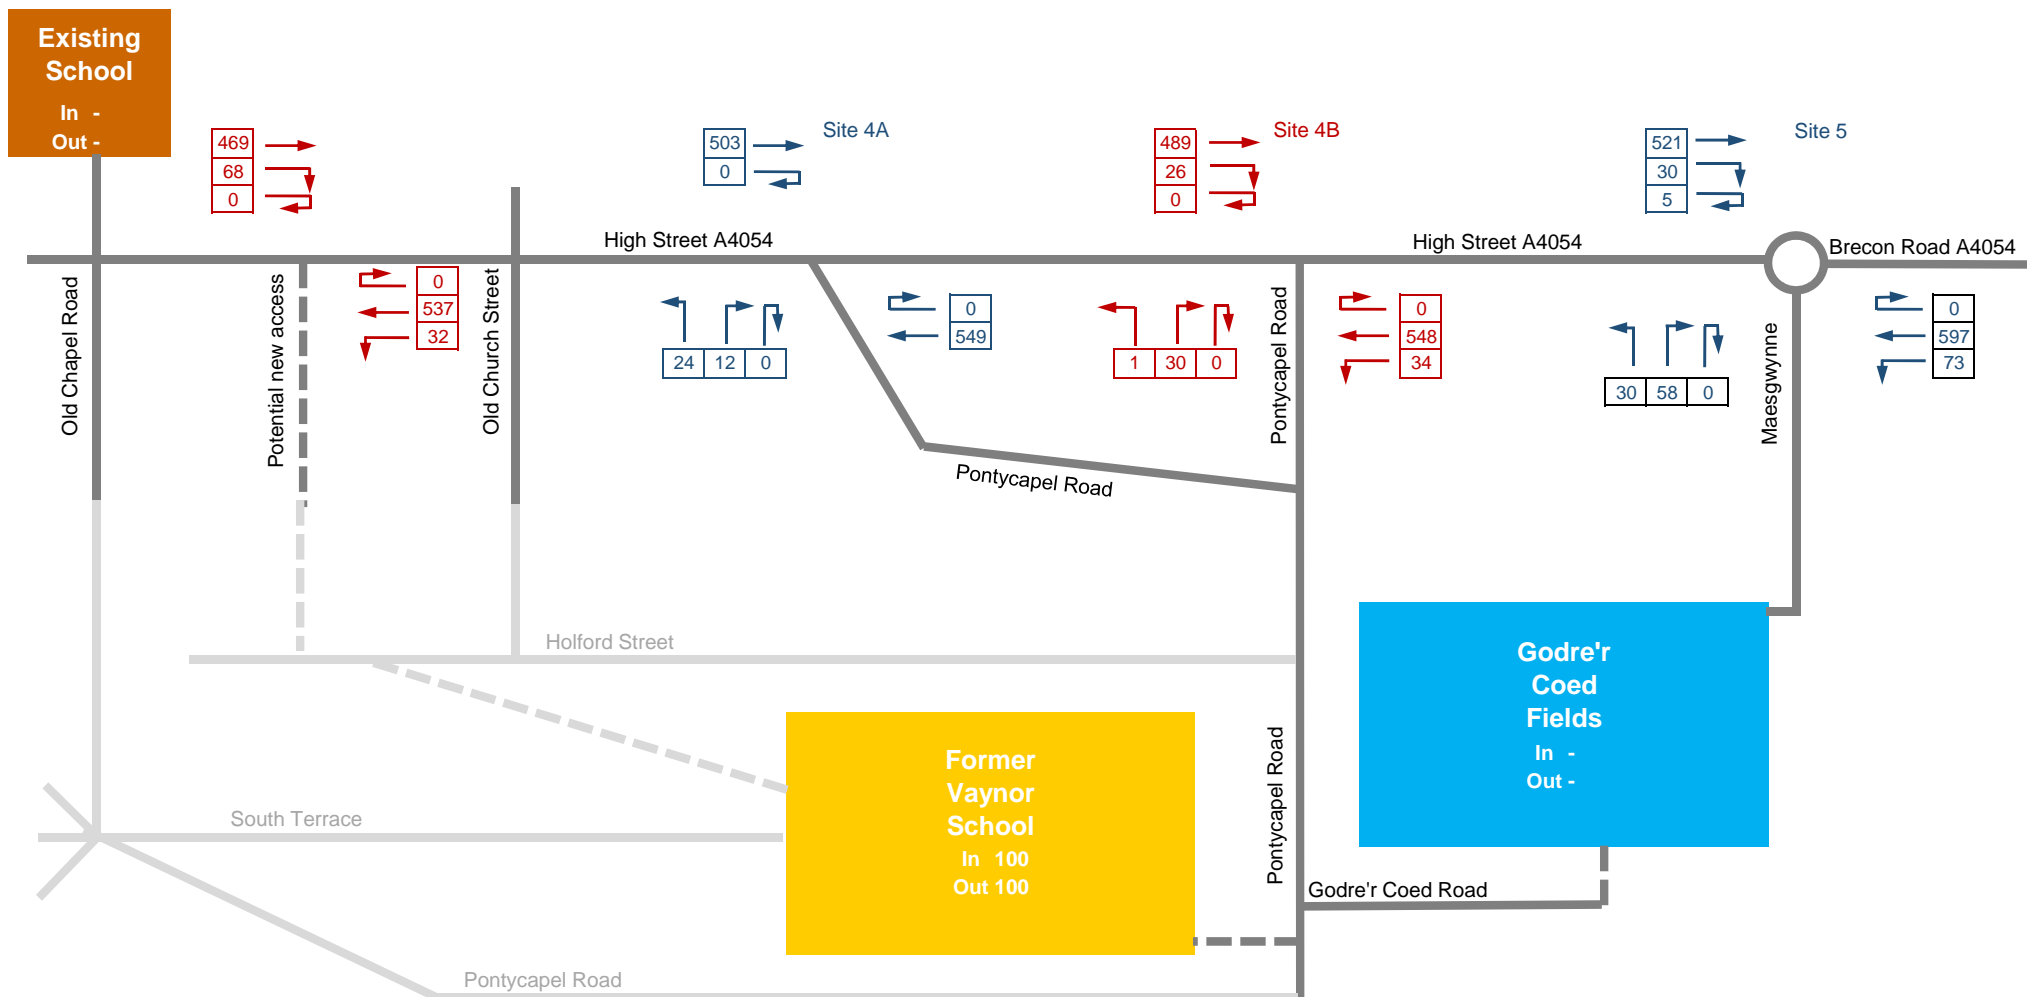 Existing
School
In -
Out -
469
68
0
503
0
Site 4A
489
26
0
Site 4B
521
30
5
Site 5
High Street A4054
High Street A4054
Brecon Road A4054
Old Chapel Road
Potential new access
0
537
32
Old Church Street
24 12 0
0
549
1 30 0
Pontycapel Road
0
548
34
30 58 0
Maesgwynne
0
597
73
Pontycapel Road
Holford Street
Godre'r
Coed
Fields
In -
Out -
Former
Vaynor
School
In 100
Out 100
Pontycapel Road
South Terrace
Godre'r Coed Road
Pontycapel Road